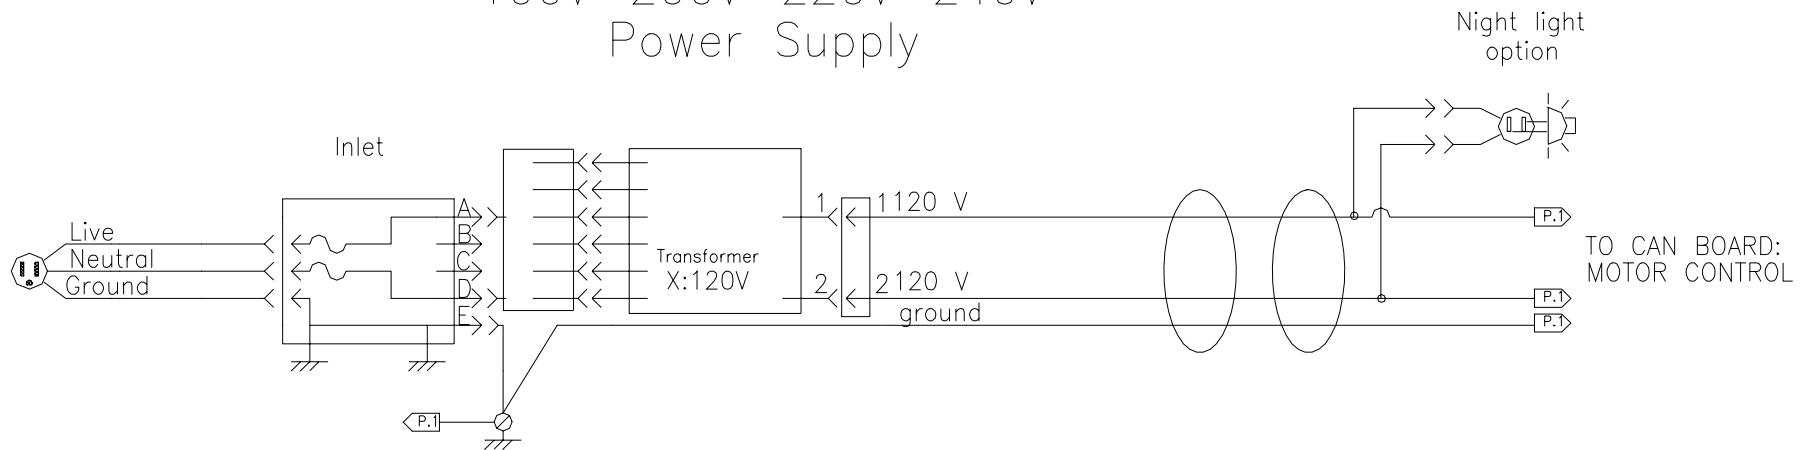 Power Supply
Night light
option
Inlet
Live
Neutral
Ground
A
B
C
D
E
Transformer
X:120V
1
2
1120 V
2120 V
ground
P.1
P.1
P.1
P.1
TO CAN BOARD:
MOTOR CONTROL